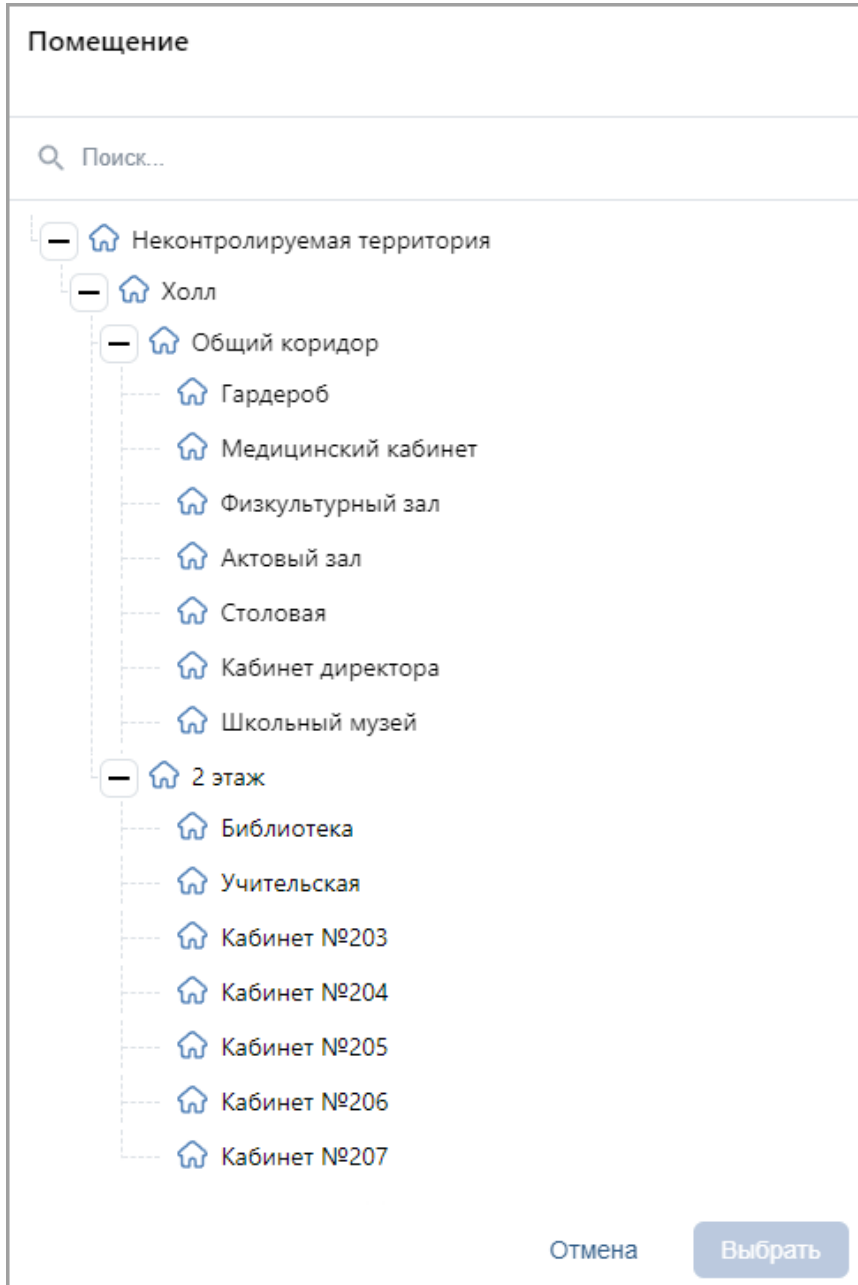 Помещение
Поиск...
Неконтролируемая территория
Холл
Общий коридор
Гардероб
Медицинский кабинет
Физкультурный зал
Актовый зал
Столовая
Кабинет директора
Школьный музей
2 этаж
Библиотека
Учительская
Кабинет №203
Кабинет №204
Кабинет №205
Кабинет №206
Кабинет №207
Отмена Выбрать